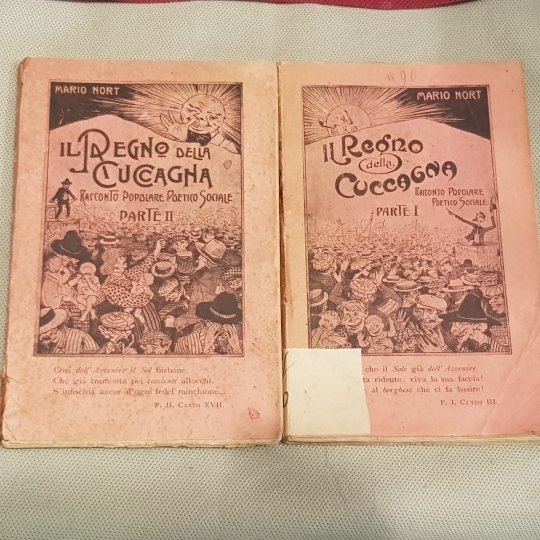 MARIO NORT
IL REGNO DELLA
CUCCAGNA
RACCONTO POPOLARE POETICO SOCIALE
PARTE II
Così dell'Avvenire il Sol birbone,
Che già tramonta pei coscienti allocchi,
S'infischia ancor d'ogni fedel minchione...
P. II. CANTO XVII.
MARIO NORT
IL REGNO
della
CUCCAGNA
RACCONTO POPOLARE
POETICO SOCIALE
PARTE I
che il Sole già dell'Avvenire
ridente: viva la sua faccia!
al borghese che ci fa basire!
P. I. CANTO III.